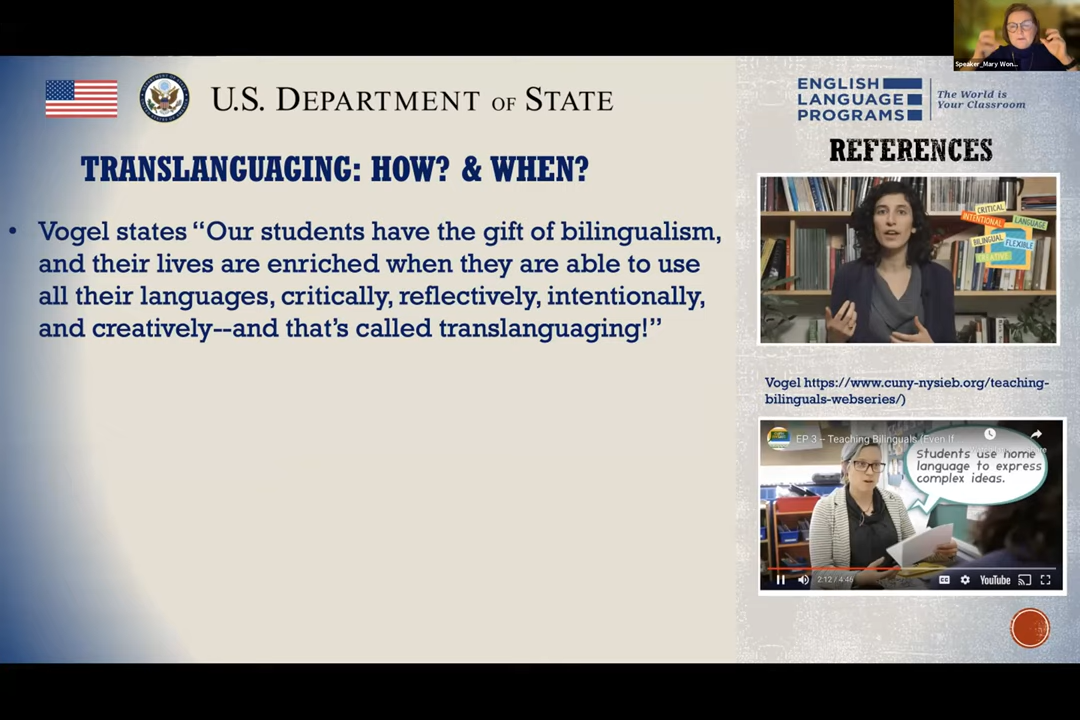 Speaker_Mary Won...
U.S. DEPARTMENT OF STATE
ENGLISH
LANGUAGE
PROGRAMS
The World is
Your Classroom
TRANSLANGUAGING: HOW? & WHEN?
• Vogel states “Our students have the gift of bilingualism,
and their lives are enriched when they are able to use
all their languages, critically, reflectively, intentionally,
and creatively--and that’s called translanguaging!”
REFERENCES
CRITICAL
INTENTIONAL
LANGUAGE
BILINGUAL
FLEXIBLE
CREATIVE
Vogel https://www.cuny-nysieb.org/teaching-
bilinguals-webseries/)
EP 3 – Teaching Bilinguals (Even If
Students use home
language to express
complex ideas.
2:12 / 4:46
CC
YouTube